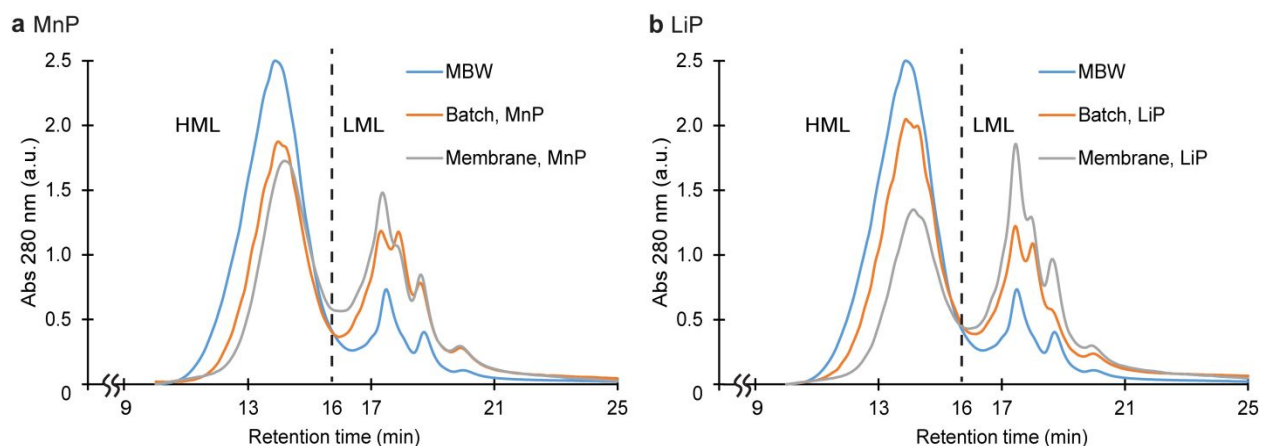 a MnP
2.5
2.0
1.5
1.0
0.5
0
Abs 280 nm (a.u.)
HML
LML
MBW
Batch, MnP
Membrane, MnP
9
13
16
17
21
25
Retention time (min)
b LiP
2.5
2.0
1.5
1.0
0.5
0
Abs 280 nm (a.u.)
HML
LML
MBW
Batch, LiP
Membrane, LiP
9
13
16
17
21
25
Retention time (min)